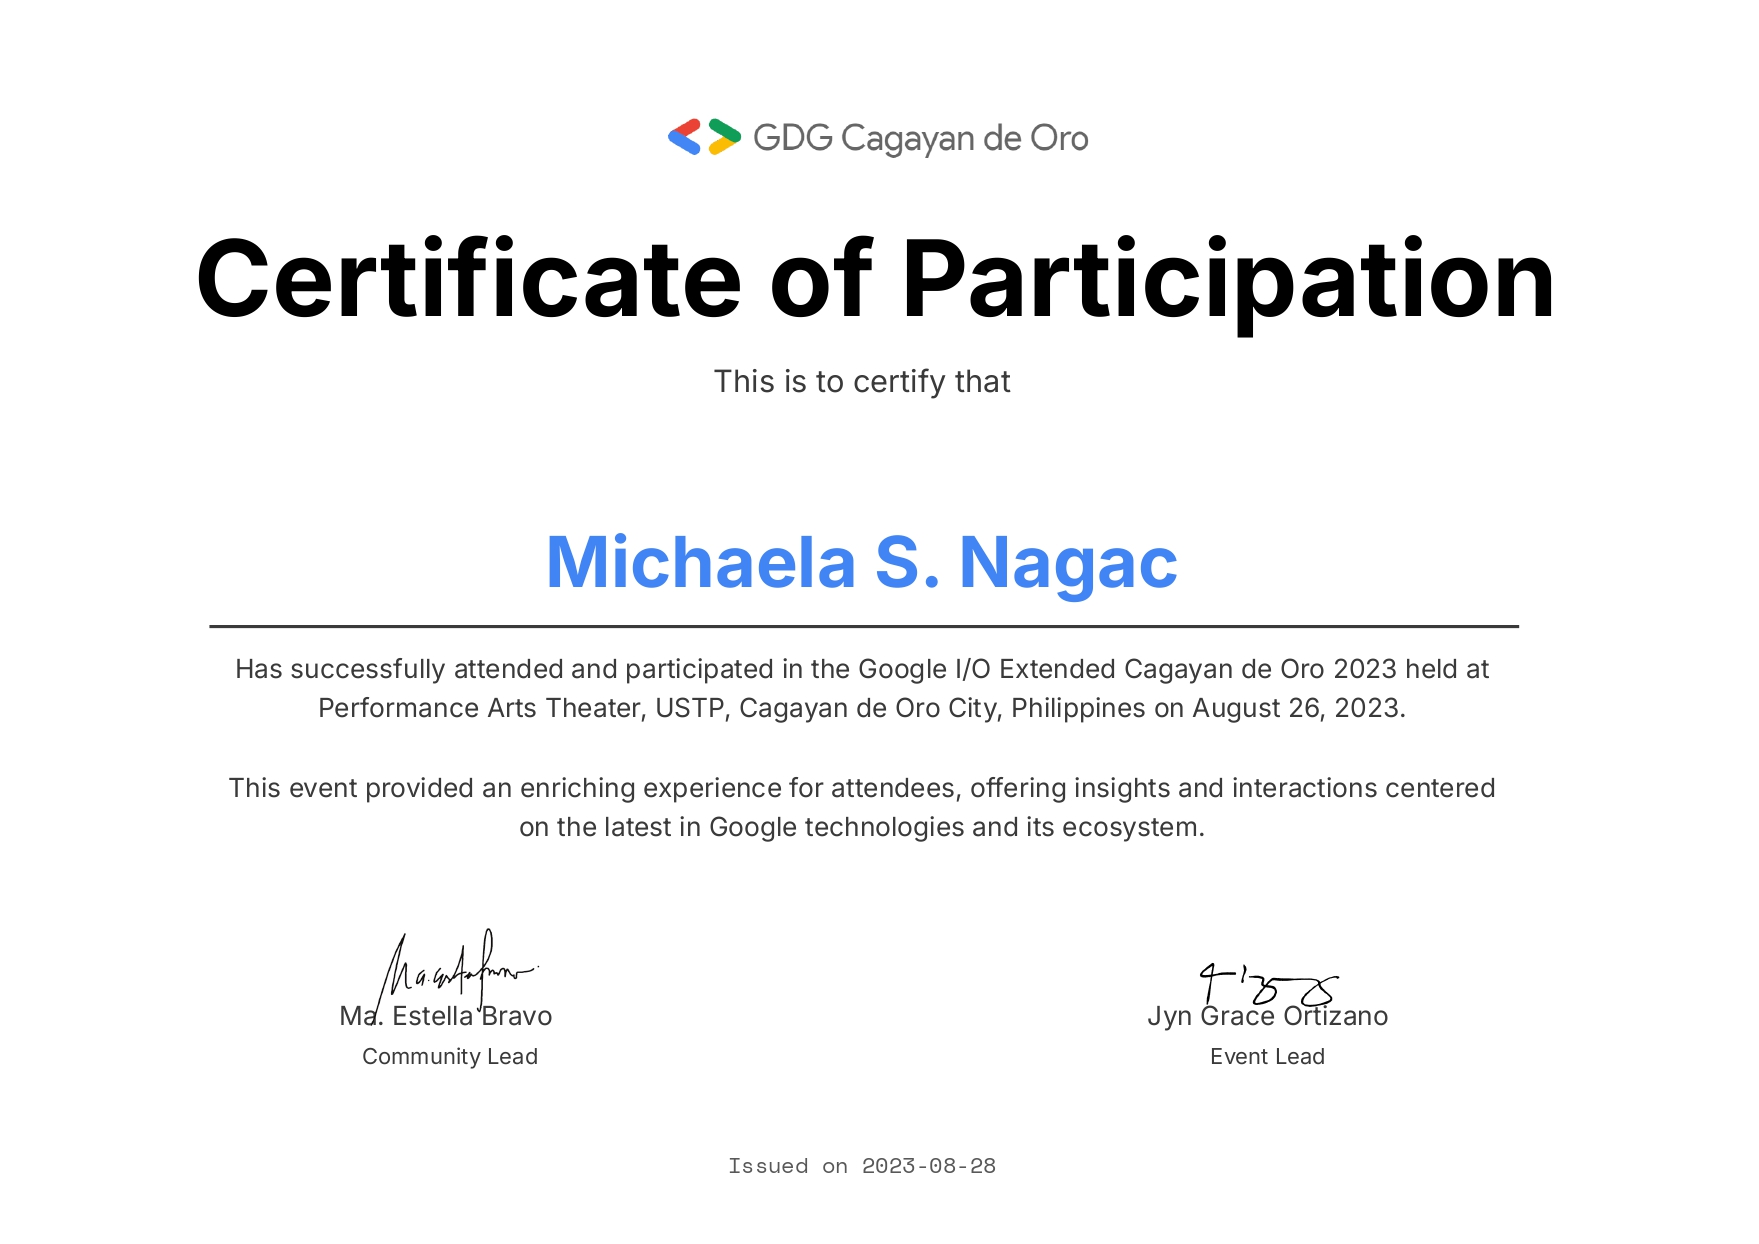 GDG Cagayan de Oro
Certificate of Participation
This is to certify that
Michaela S. Nagac
Has successfully attended and participated in the Google I/O Extended Cagayan de Oro 2023 held at
Performance Arts Theater, USTP, Cagayan de Oro City, Philippines on August 26, 2023.
This event provided an enriching experience for attendees, offering insights and interactions centered
on the latest in Google technologies and its ecosystem.
Ma. Estella Bravo
Community Lead
Jyn Grace Ortizano
Event Lead
Issued on 2023-08-28